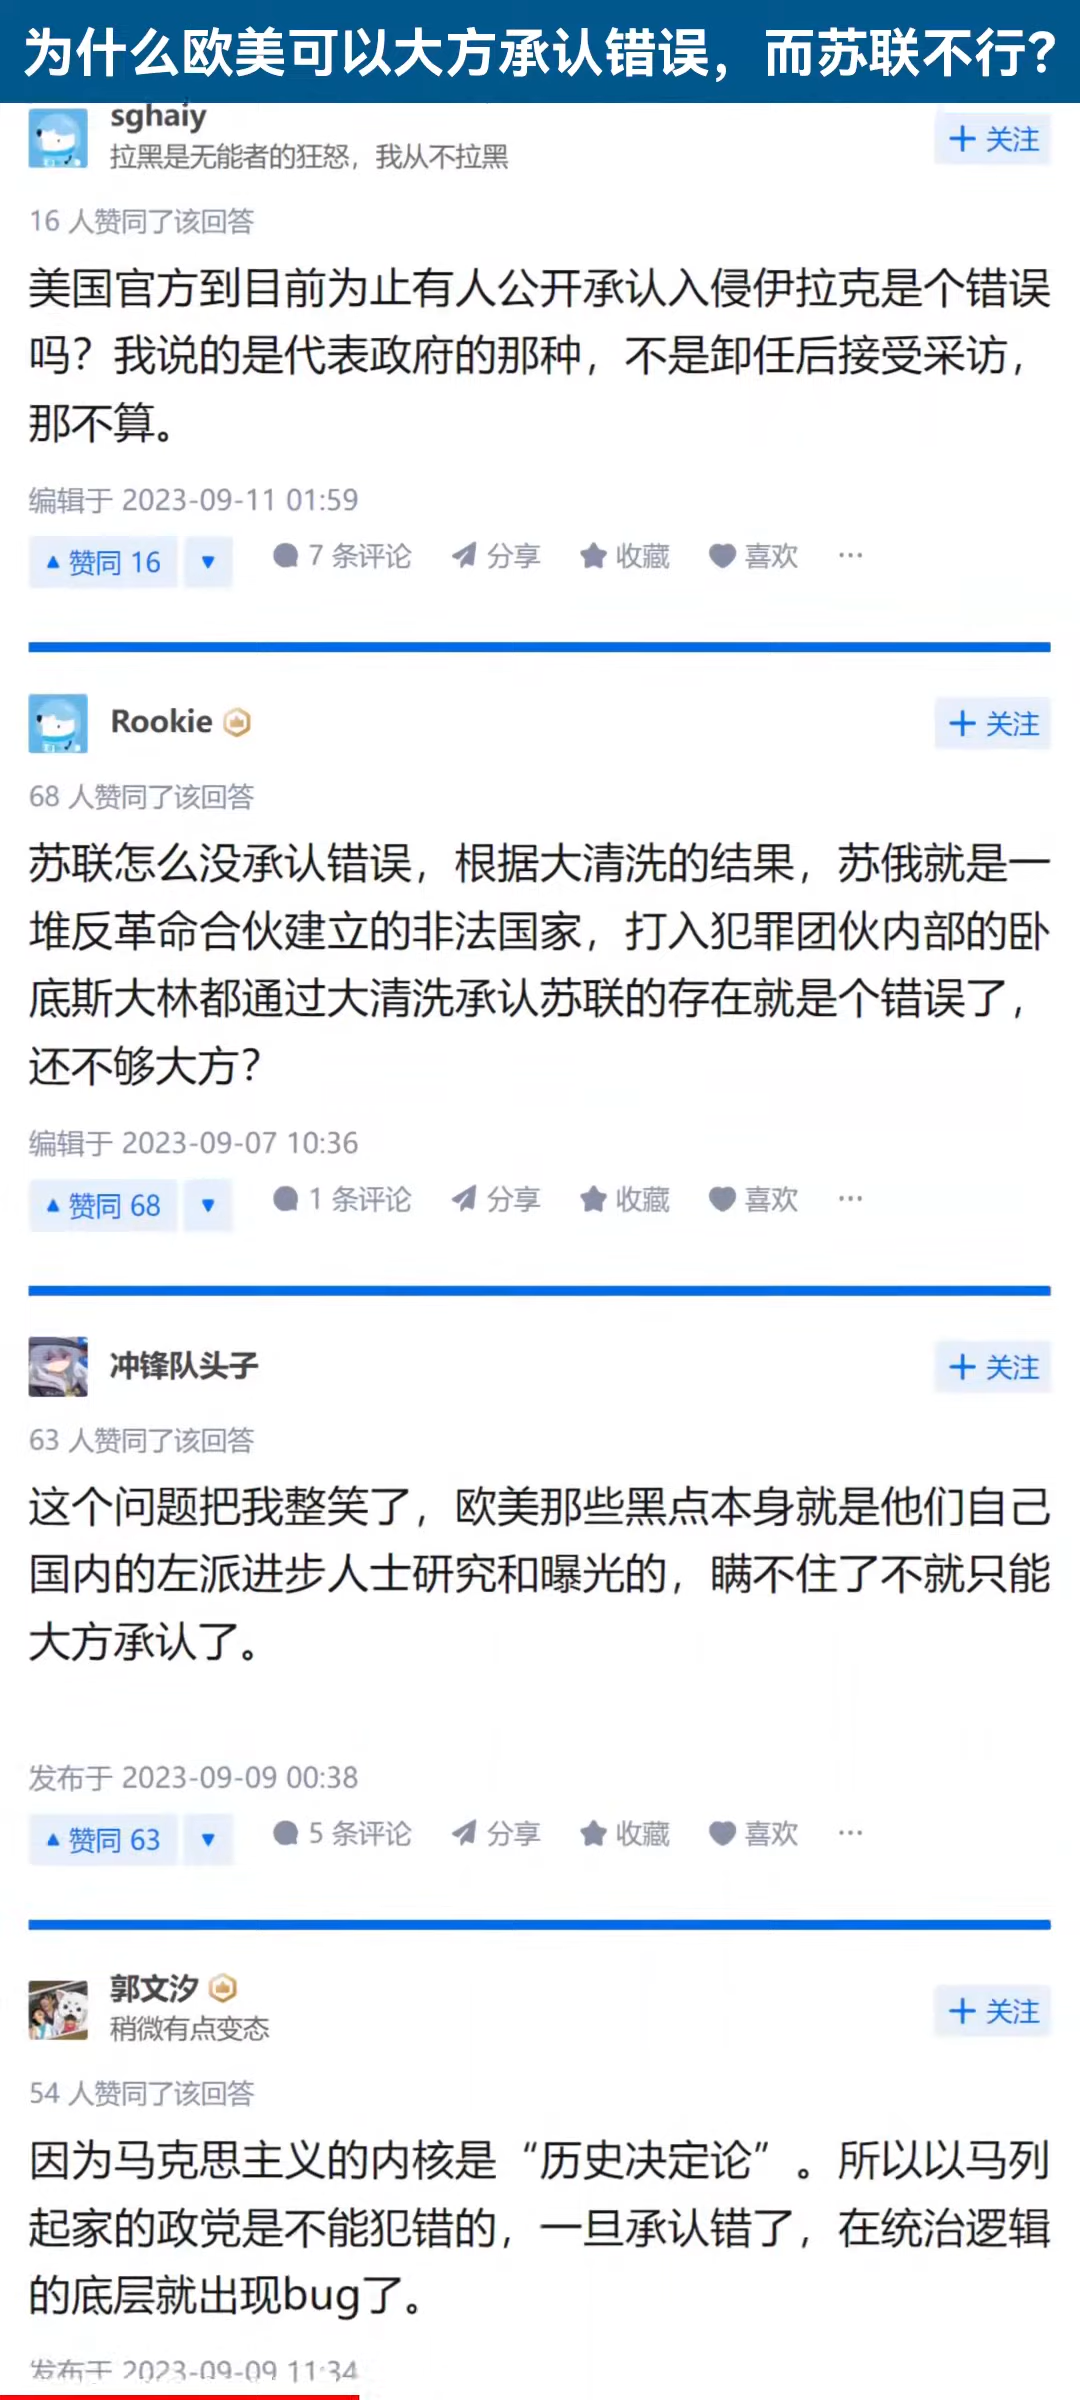 为什么欧美可以大方承认错误，而苏联不行？
sghaiy
拉黑是无能者的狂怒，我从不拉黑
+ 关注
16 人赞同了该回答
美国官方到目前为止有人公开承认入侵伊拉克是个错误
吗？我说的是代表政府的那种，不是卸任后接受采访，
那不算。
编辑于 2023-09-11 01:59
▲ 赞同 16 ▼ 7 条评论 分享 收藏 喜欢 ···
Rookie
+ 关注
68 人赞同了该回答
苏联怎么没承认错误，根据大清洗的结果，苏俄就是一
堆反革命合伙建立的非法国家，打入犯罪团伙内部的卧
底斯大林都通过大清洗承认苏联的存在就是个错误了，
还不够大方？
编辑于 2023-09-07 10:36
▲ 赞同 68 ▼ 1 条评论 分享 收藏 喜欢 ···
冲锋队头子
+ 关注
63 人赞同了该回答
这个问题把我整笑了，欧美那些黑点本身就是他们自己
国内的左派进步人士研究和曝光的，瞒不住了不就只能
大方承认了。
发布于 2023-09-09 00:38
▲ 赞同 63 ▼ 5 条评论 分享 收藏 喜欢 ···
郭文汐
稍微有点变态
+ 关注
54 人赞同了该回答
因为马克思主义的内核是“历史决定论”。所以以马列
起家的政党是不能犯错的，一旦承认错了，在统治逻辑
的底层就出现bug了。
发布于 2023-09-09 11:34